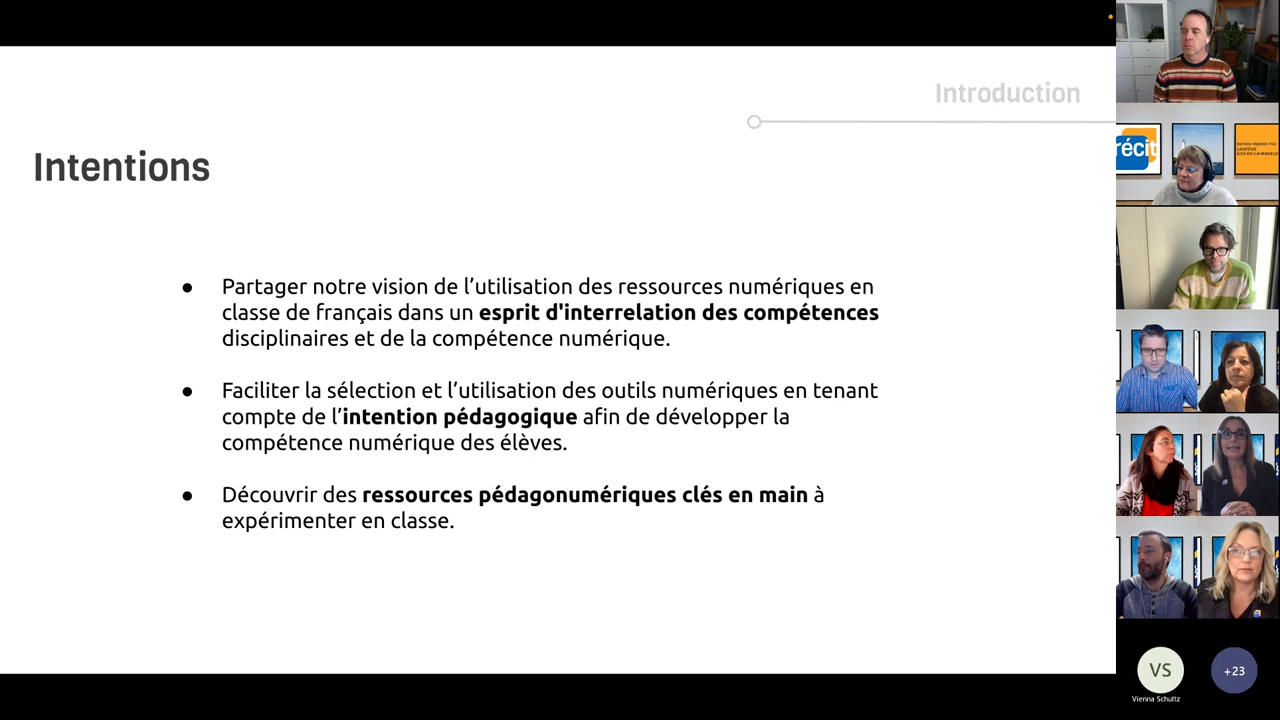 Introduction
Intentions
● Partager notre vision de l’utilisation des ressources numériques en
classe de français dans un esprit d'interrelation des compétences
disciplinaires et de la compétence numérique.
● Faciliter la sélection et l’utilisation des outils numériques en tenant
compte de l’intention pédagogique afin de développer la
compétence numérique des élèves.
● Découvrir des ressources pédagonumériques clés en main à
expérimenter en classe.
récit
VS
Vienna Schultz
+23